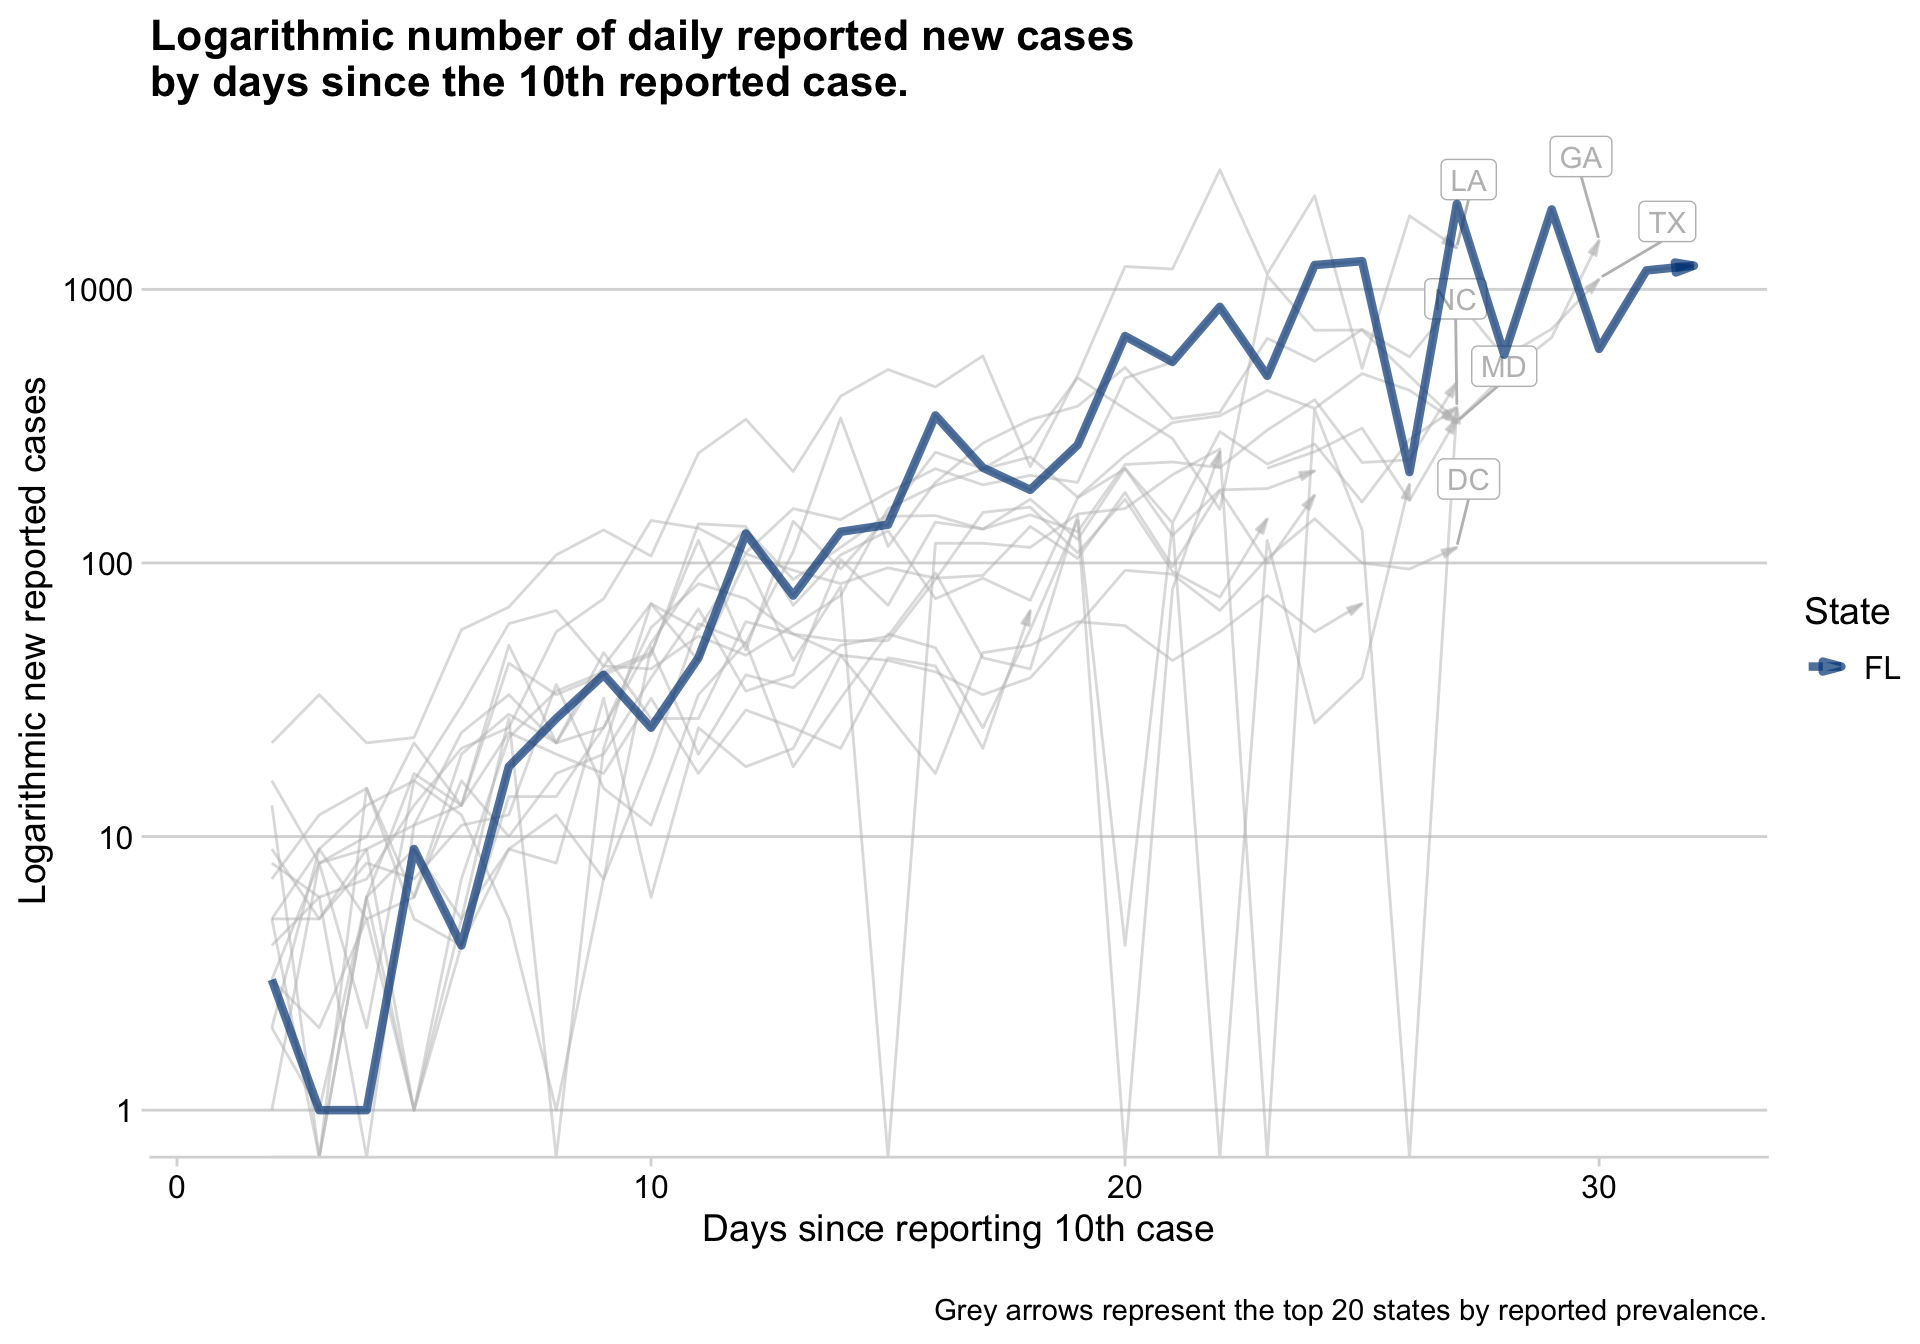 Logarithmic number of daily reported new cases
by days since the 10th reported case.
GA
LA
TX
NC
MD
DC
Logarithmic new reported cases
1000
100
10
1
0
10
20
30
Days since reporting 10th case
State
FL
Grey arrows represent the top 20 states by reported prevalence.